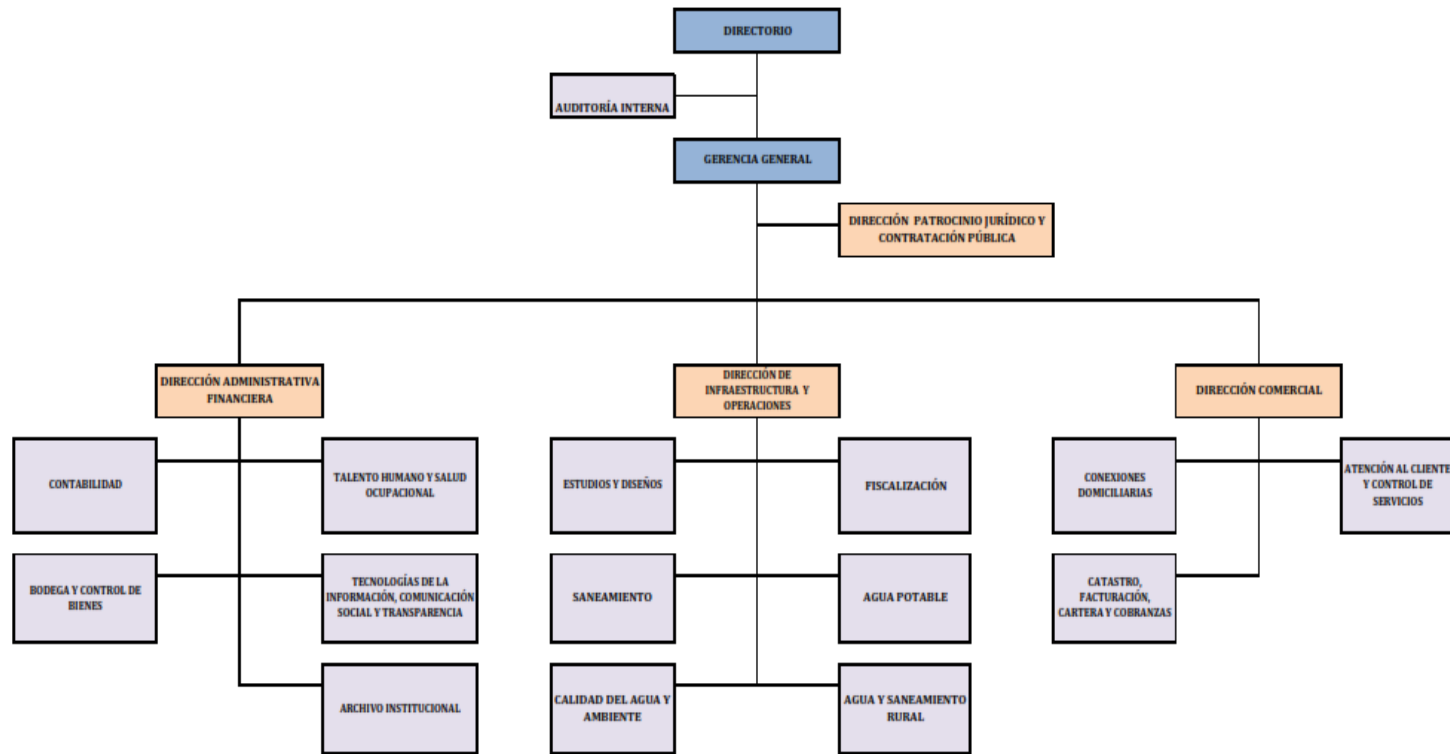 DIRECTORIO
AUDITORÍA INTERNA
GERENCIA GENERAL
DIRECCIÓN PATROCINIO JURÍDICO Y
CONTRATACIÓN PÚBLICA
DIRECCIÓN ADMINISTRATIVA
FINANCIERA
DIRECCIÓN DE
INFRAESTRUCTURA Y
OPERACIONES
DIRECCIÓN COMERCIAL
CONTABILIDAD
TALENTO HUMANO Y SALUD
OCUPACIONAL
ESTUDIOS Y DISEÑOS
FISCALIZACIÓN
CONEXIONES
DOMICILIARIAS
ATENCIÓN AL CLIENTE
Y CONTROL DE
SERVICIOS
BODEGA Y CONTROL DE
BIENES
TECNOLOGÍAS DE LA
INFORMACIÓN, COMUNICACIÓN
SOCIAL Y TRANSPARENCIA
SANEAMIENTO
AGUA POTABLE
CATASTRO,
FACTURACIÓN,
CARTERA Y COBRANZAS
ARCHIVO INSTITUCIONAL
CALIDAD DEL AGUA Y
AMBIENTE
AGUA Y SANEAMIENTO
RURAL